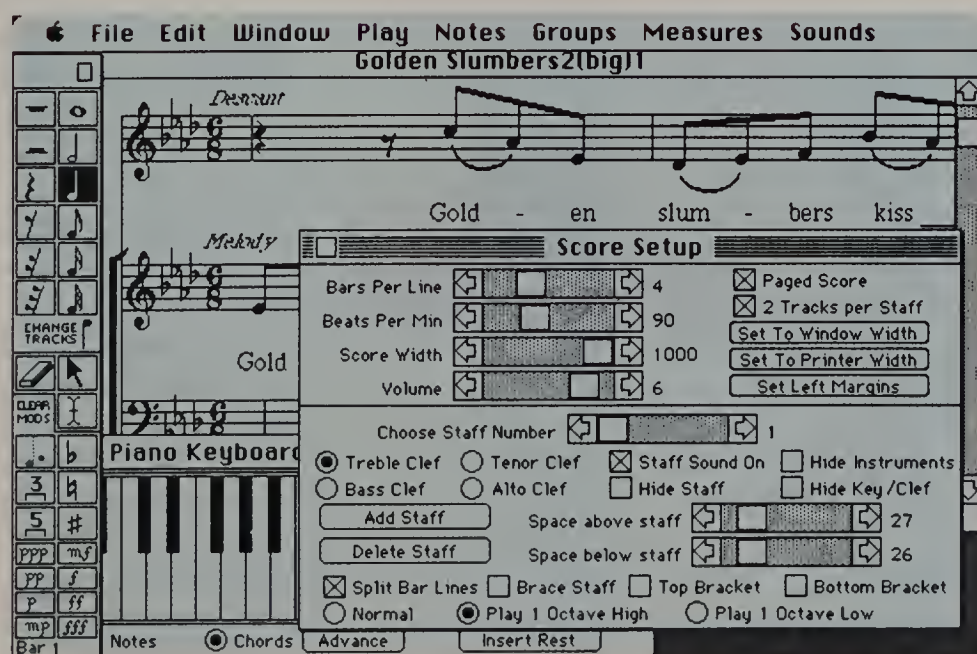 File Edit Window Play Notes Groups Measures Sounds
Golden Slumbers2(big)1
Descant
Gold - en slum - bers kiss
Melody
Gold
CHANGE TRACKS
CLEAR MODS
3
5
ppp mf
pp f
p ff
mp fff
Bar 1
Score Setup
Bars Per Line 4
Beats Per Min 90
Score Width 1000
Volume 6
Paged Score
2 Tracks per Staff
Set To Window Width
Set To Printer Width
Set Left Margins
Choose Staff Number 1
Treble Clef Tenor Clef Staff Sound On Hide Instruments
Bass Clef Alto Clef Hide Staff Hide Key/Clef
Add Staff Space above staff 27
Delete Staff Space below staff 26
Split Bar Lines Brace Staff Top Bracket Bottom Bracket
Normal Play 1 Octave High Play 1 Octave Low
Piano Keyboard
Notes Chords Advance Insert Rest